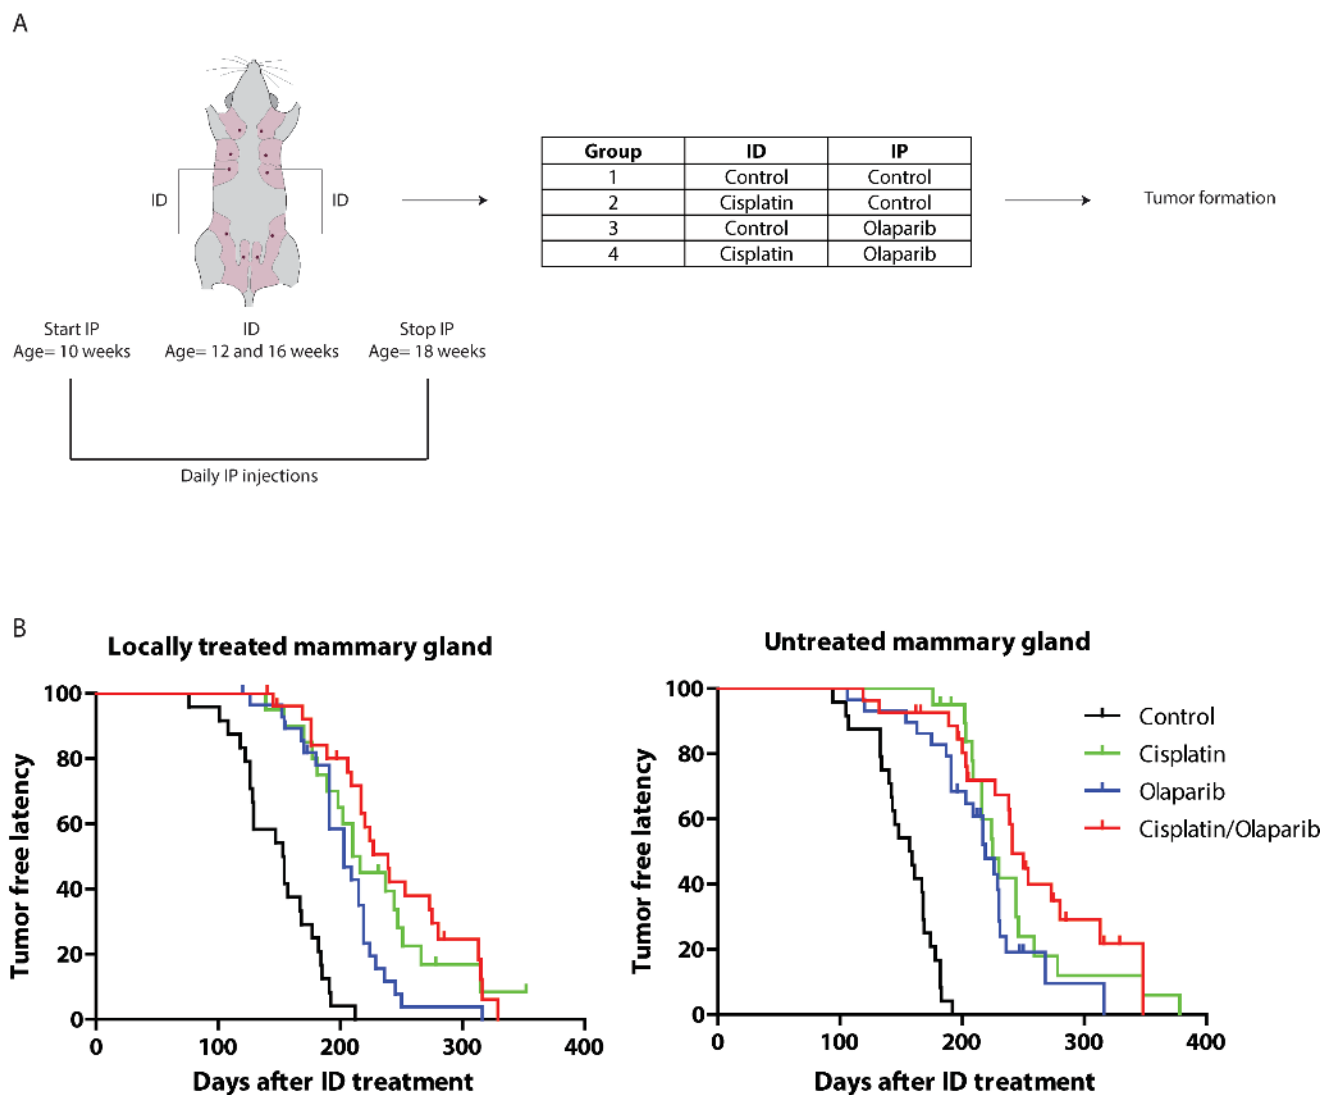 A
ID
ID
Group ID IP
1 Control Control
2 Cisplatin Control
3 Control Olaparib
4 Cisplatin Olaparib
Tumor formation
Start IP
Age= 10 weeks
ID
Age= 12 and 16 weeks
Stop IP
Age= 18 weeks
Daily IP injections
B
Locally treated mammary gland
Tumor free latency
100
80
60
40
20
0
0 100 200 300 400
Days after ID treatment
Untreated mammary gland
Tumor free latency
100
80
60
40
20
0
0 100 200 300 400
Days after ID treatment
Control
Cisplatin
Olaparib
Cisplatin/Olaparib